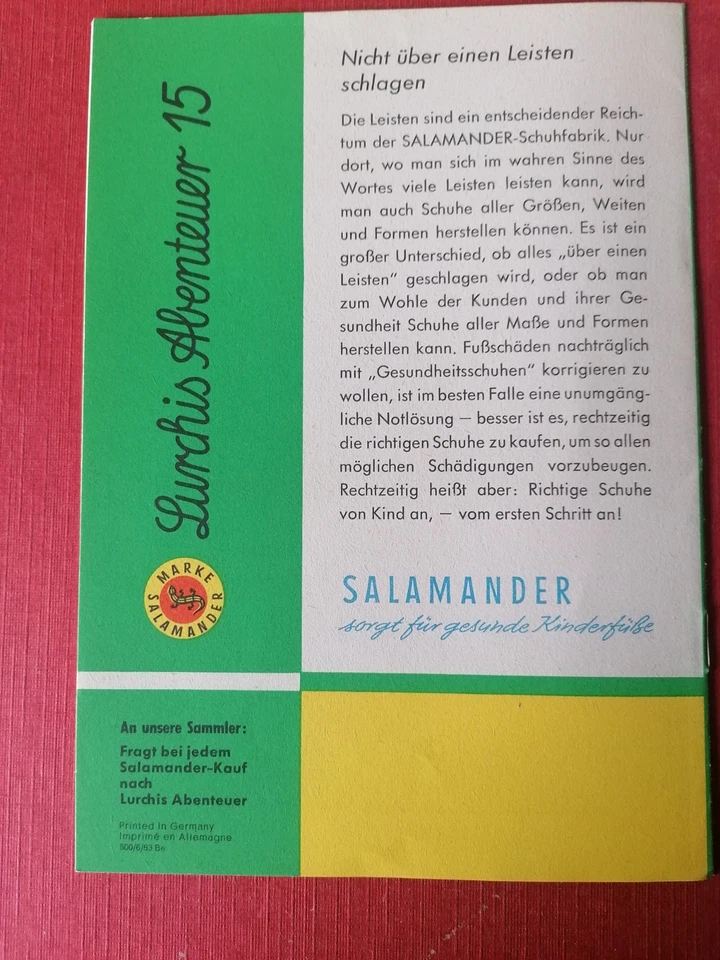 Lurchis Abenteuer 15
MARKE
SALAMANDER
An unsere Sammler:
Fragt bei jedem
Salamander-Kauf
nach
Lurchis Abenteuer
Printed in Germany
Imprimé en Allemagne
500/6/63 Be
Nicht über einen Leisten
schlagen
Die Leisten sind ein entscheidender Reich-
tum der SALAMANDER-Schuhfabrik. Nur
dort, wo man sich im wahren Sinne des
Wortes viele Leisten leisten kann, wird
man auch Schuhe aller Größen, Weiten
und Formen herstellen können. Es ist ein
großer Unterschied, ob alles „über einen
Leisten“ geschlagen wird, oder ob man
zum Wohle der Kunden und ihrer Ge-
sundheit Schuhe aller Maße und Formen
herstellen kann. Fußschäden nachträglich
mit „Gesundheitsschuhen“ korrigieren zu
wollen, ist im besten Falle eine unumgäng-
liche Notlösung — besser ist es, rechtzeitig
die richtigen Schuhe zu kaufen, um so allen
möglichen Schädigungen vorzubeugen.
Rechtzeitig heißt aber: Richtige Schuhe
von Kind an, — vom ersten Schritt an!
SALAMANDER
sorgt für gesunde Kinderfüße